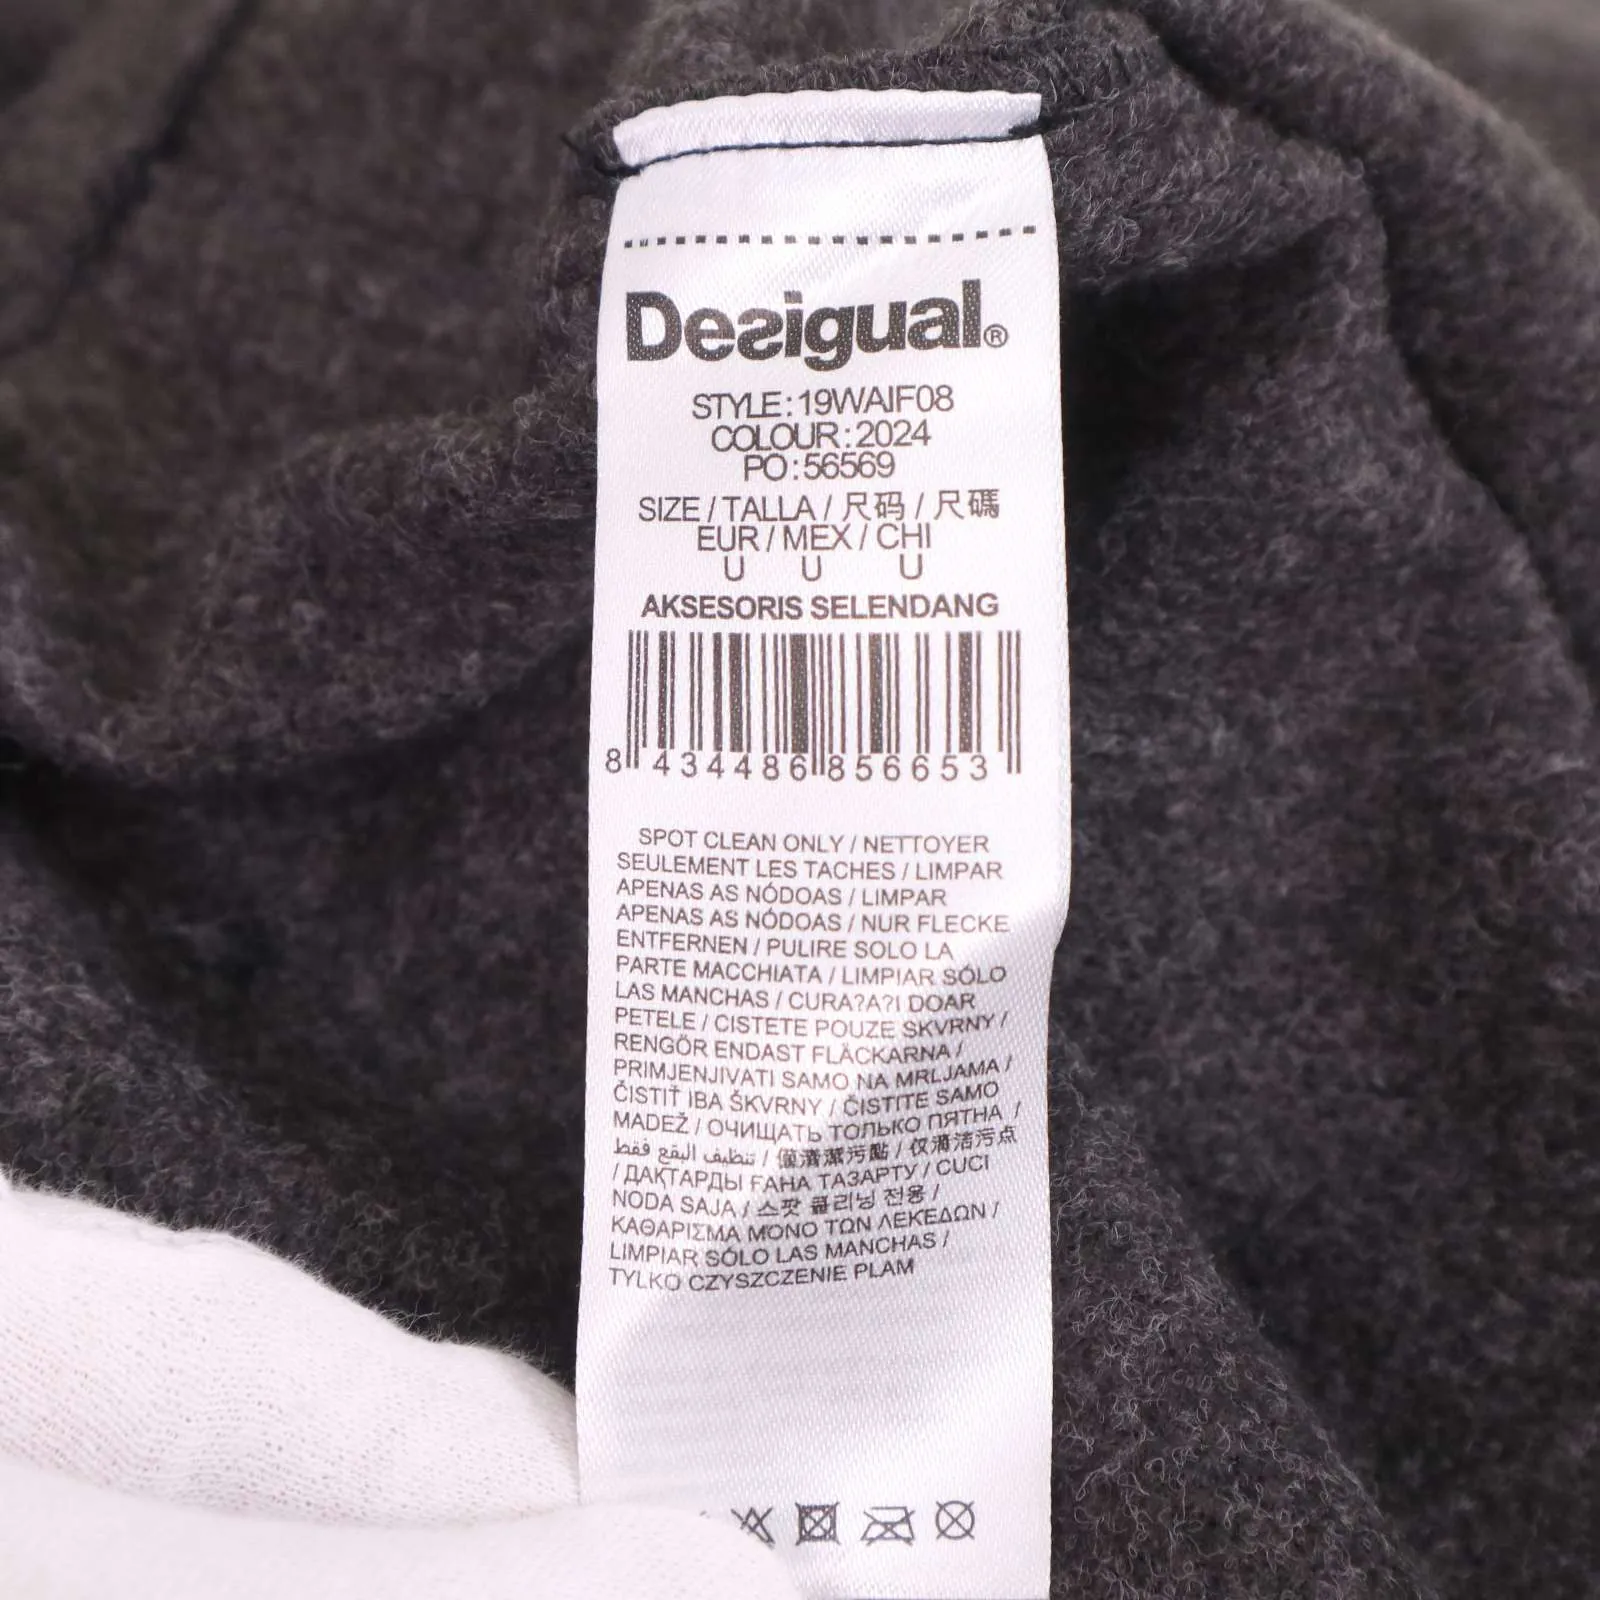 Desigual®
STYLE:19WAIF08
COLOUR:2024
PO:56569
SIZE / TALLA / 尺码 / 尺碼
EUR / MEX / CHI
U U U
AKSESORIS SELENDANG
8 434486 856653
SPOT CLEAN ONLY / NETTOYER
SEULEMENT LES TACHES / LIMPAR
APENAS AS NÓDOAS / LIMPAR
APENAS AS NÓDOAS / NUR FLECKE
ENTFERNEN / PULIRE SOLO LA
PARTE MACCHIATA / LIMPIAR SÓLO
LAS MANCHAS / CURA?A?I DOAR
PETELE / CISTETE POUZE SKVRNY /
RENGÖR ENDAST FLÄCKARNA /
PRIMJENJIVATI SAMO NA MRLJAMA /
ČISTIŤ IBA ŠKVRNY / ČISTITE SAMO
MADEŽ / ОЧИЩАТЬ ТОЛЬКО ПЯТНА /
تنظيف البقع فقط / 僅清潔污點 / 仅清洁污点
/ ДАҚТАРДЫ ҒАНА ТАЗАРТУ / CUCI
NODA SAJA / 스팟 클리닝 전용 /
ΚΑΘΑΡΙΣΜΑ ΜΟΝΟ ΤΩΝ ΛΕΚΕΔΩΝ /
LIMPIAR SÓLO LAS MANCHAS /
TYLKO CZYSZCZENIE PLAM